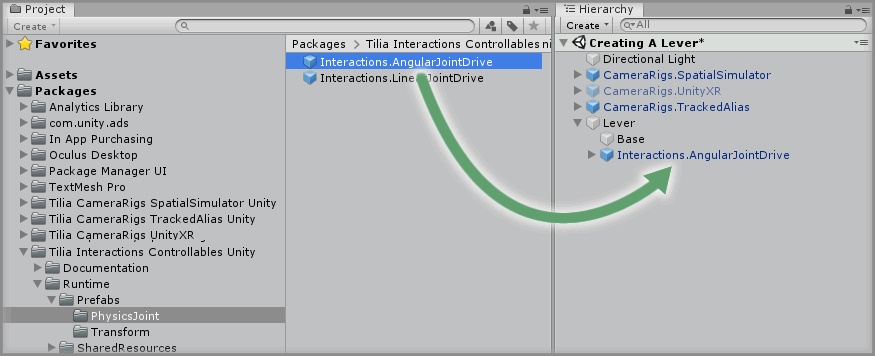 Project
Create
Favorites
Assets
Packages
Analytics Library
com.unity.ads
In App Purchasing
Oculus Desktop
Package Manager UI
TextMesh Pro
Tilia CameraRigs SpatialSimulator Unity
Tilia CameraRigs TrackedAlias Unity
Tilia CameraRigs UnityXR
Tilia Interactions Controllables Unity
Documentation
Runtime
Prefabs
PhysicsJoint
Transform
SharedResources
Packages > Tilia Interactions Controllables
Interactions.AngularJointDrive
Interactions.LinearJointDrive
Hierarchy
Create All
Creating A Lever*
Directional Light
CameraRigs.SpatialSimulator
CameraRigs.UnityXR
CameraRigs.TrackedAlias
Lever
Base
Interactions.AngularJointDrive